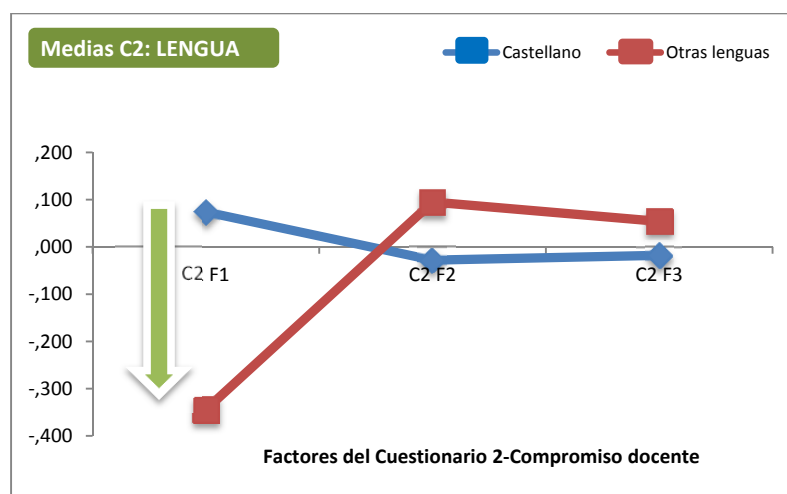 Medias C2: LENGUA
Castellano
Otras lenguas
,200
,100
,000
-,100
-,200
-,300
-,400
C2 F1
C2 F2
C2 F3
Factores del Cuestionario 2-Compromiso docente